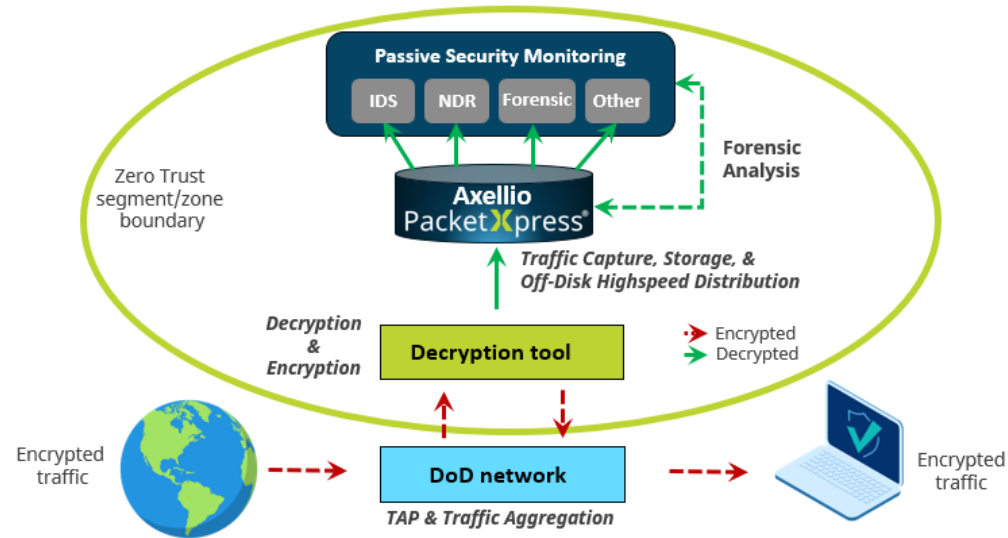 Passive Security Monitoring
IDS
NDR
Forensic
Other
Forensic
Analysis
Zero Trust
segment/zone
boundary
Axellio
PacketXpress®
Traffic Capture, Storage, &
Off-Disk Highspeed Distribution
Decryption
&
Encryption
Decryption tool
Encrypted
Decrypted
Encrypted
traffic
DoD network
TAP & Traffic Aggregation
Encrypted
traffic